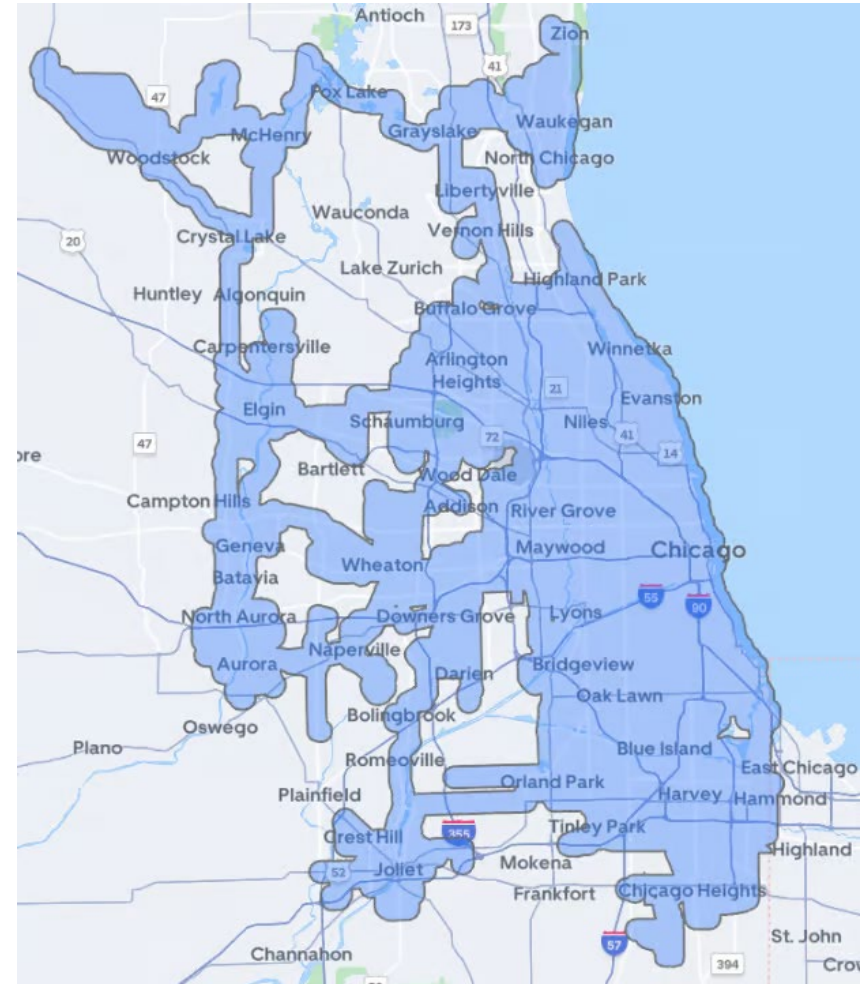 Antioch
173
Zion
41
47
Fox Lake
Waukegan
McHenry
Grayslake
Woodstock
North Chicago
Libertyville
Wauconda
Vernon Hills
Crystal Lake
20
Lake Zurich
Highland Park
Huntley
Algonquin
Buffalo Grove
Carpentersville
Winnetka
Arlington
Heights
21
Evanston
Elgin
Schaumburg
Niles
41
72
14
47
ore
Bartlett
Wood Dale
Campton Hills
Addison
River Grove
Geneva
Maywood
Chicago
Wheaton
Batavia
55
90
North Aurora
Downers Grove
Lyons
Naperville
Aurora
Darien
Bridgeview
Oak Lawn
Bolingbrook
Oswego
Plano
Blue Island
Romeoville
East Chicago
Orland Park
Plainfield
Harvey
Hammond
Crest Hill
355
Tinley Park
Highland
52
Joliet
Mokena
Frankfort
Chicago Heights
57
St. John
Channahon
394
Crow